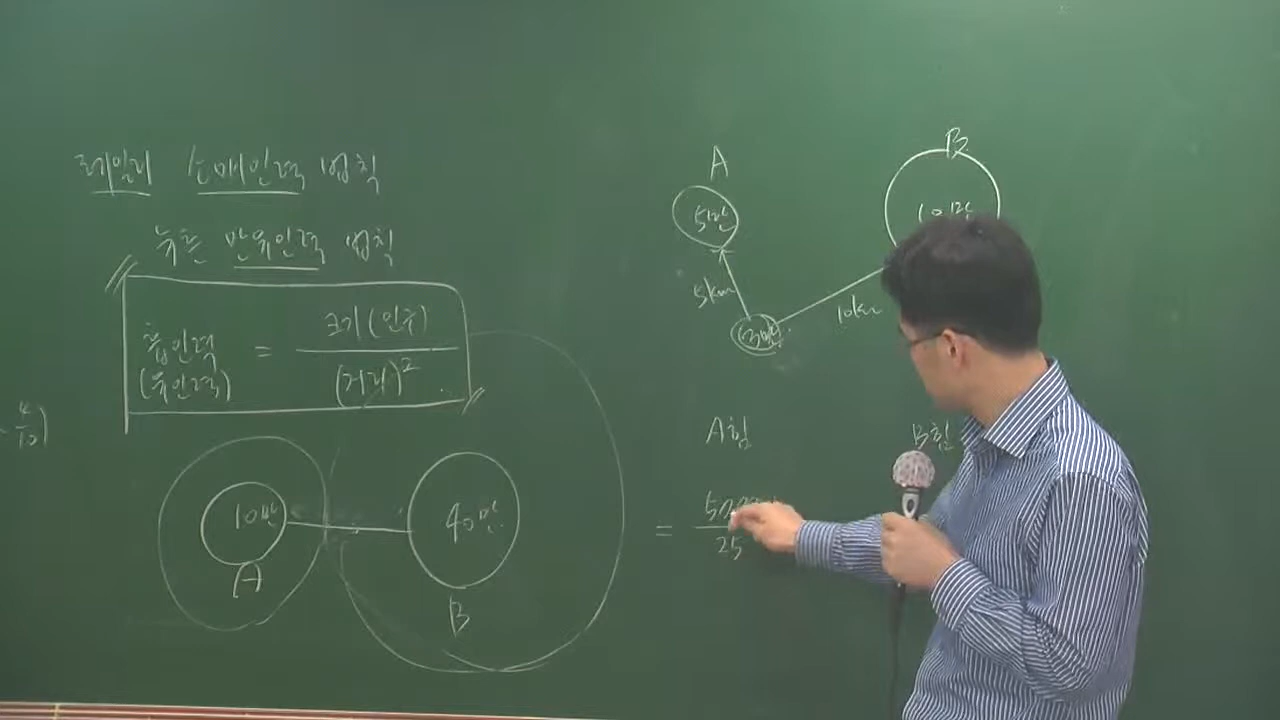 레일리 소매인력 법칙
뉴튼 만유인력 법칙
흡인력
(유인력)
=
크기(인구)
(거리)²
10만
A
40만
B
A
5만
5km
B
10만
10km
(3만)
A힘
B힘
=
25